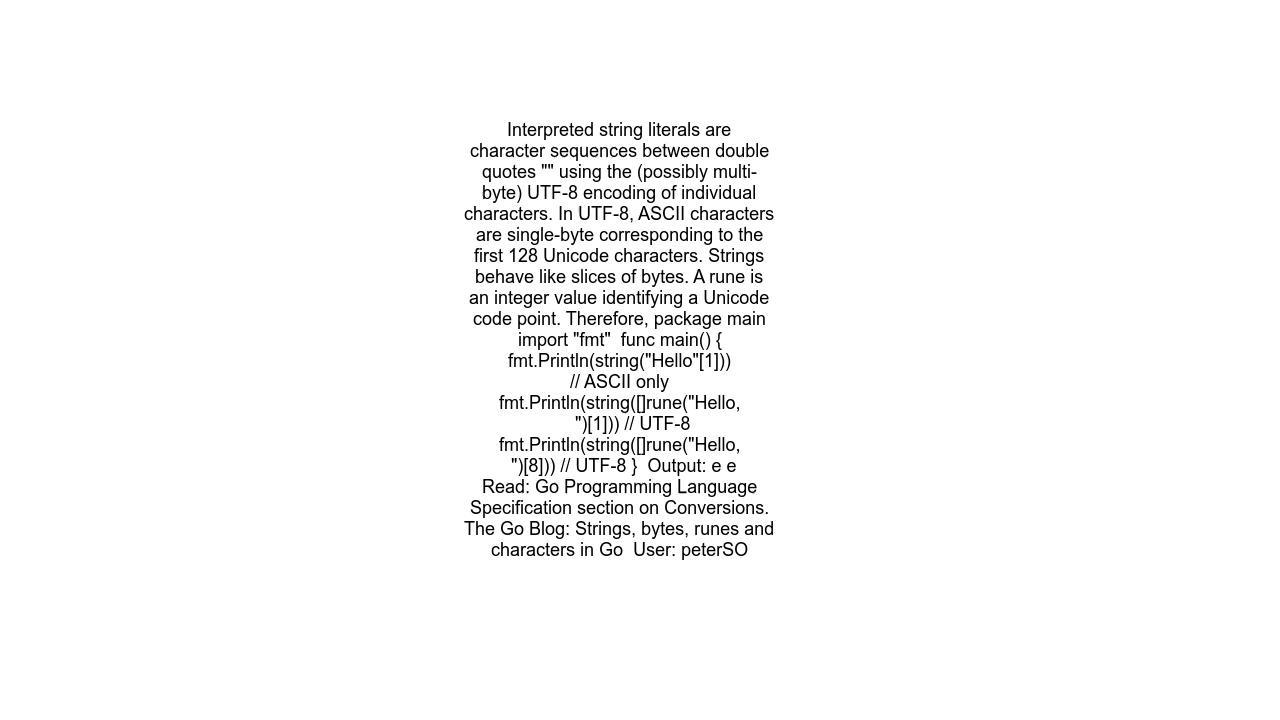 Interpreted string literals are
character sequences between double
quotes "" using the (possibly multi-
byte) UTF-8 encoding of individual
characters. In UTF-8, ASCII characters
are single-byte corresponding to the
first 128 Unicode characters. Strings
behave like slices of bytes. A rune is
an integer value identifying a Unicode
code point. Therefore, package main
import "fmt"  func main() {
fmt.Println(string("Hello"[1]))
// ASCII only
fmt.Println(string([]rune("Hello,
")[1])) // UTF-8
fmt.Println(string([]rune("Hello,
")[8])) // UTF-8 }  Output: e e
Read: Go Programming Language
Specification section on Conversions.
The Go Blog: Strings, bytes, runes and
characters in Go  User: peterSO